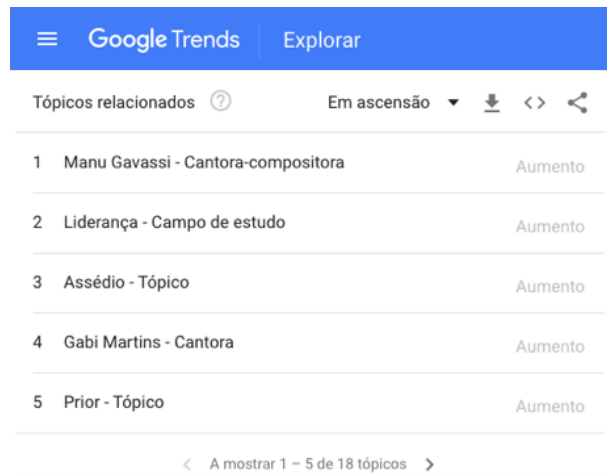 Google Trends Explorar
Tópicos relacionados ? Em ascensão
1 Manu Gavassi - Cantora-compositora Aumento
2 Liderança - Campo de estudo Aumento
3 Assédio - Tópico Aumento
4 Gabi Martins - Cantora Aumento
5 Prior - Tópico Aumento
A mostrar 1 – 5 de 18 tópicos